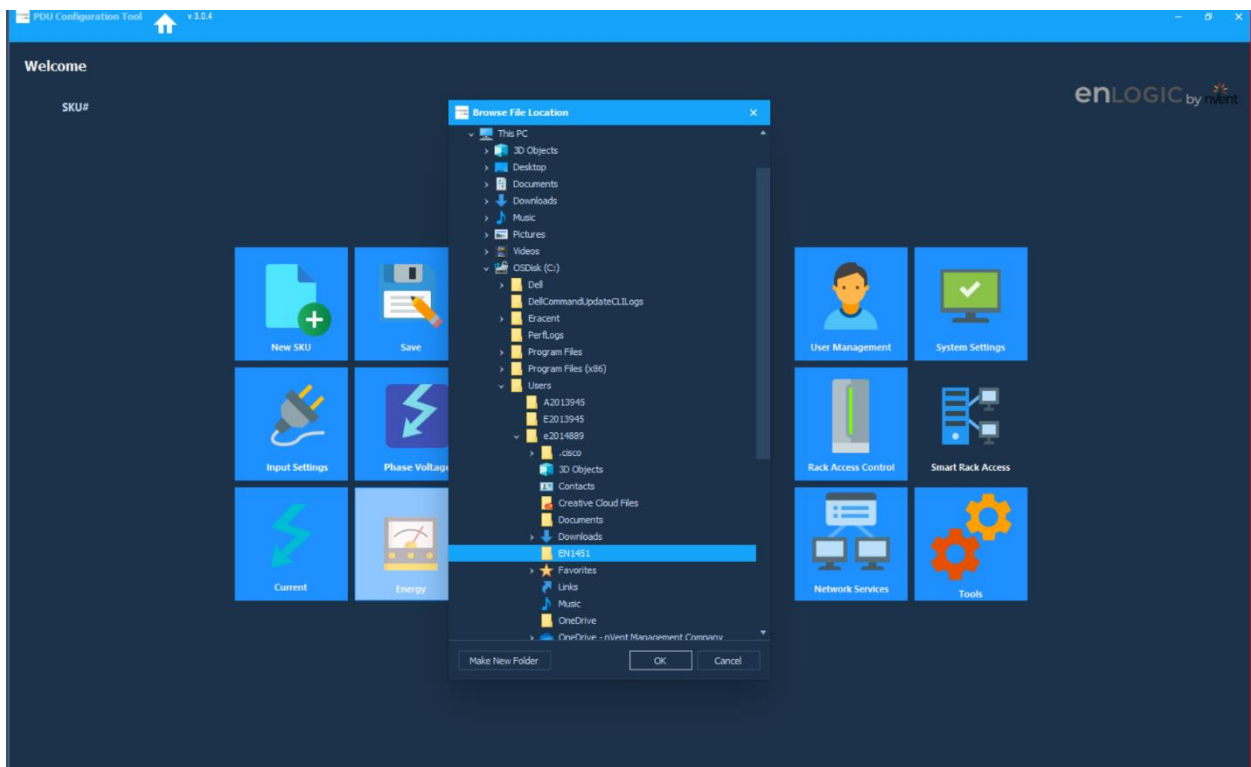 PDU Configuration Tool v 3.0.4
Welcome
SKU#
enLOGIC by nvent
Browse File Location
This PC
3D Objects
Desktop
Documents
Downloads
Music
Pictures
Videos
OSDisk (C:)
Dell
DellCommandUpdateCLILogs
Eracent
PerfLogs
Program Files
Program Files (x86)
Users
A2013945
E2013945
e2014889
.cisco
3D Objects
Contacts
Creative Cloud Files
Documents
Downloads
EN1451
Favorites
Links
Music
OneDrive
OneDrive - nVent Management Company
Make New Folder OK Cancel
New SKU Save User Management System Settings
Input Settings Phase Voltage Rack Access Control Smart Rack Access
Current Energy Network Services Tools